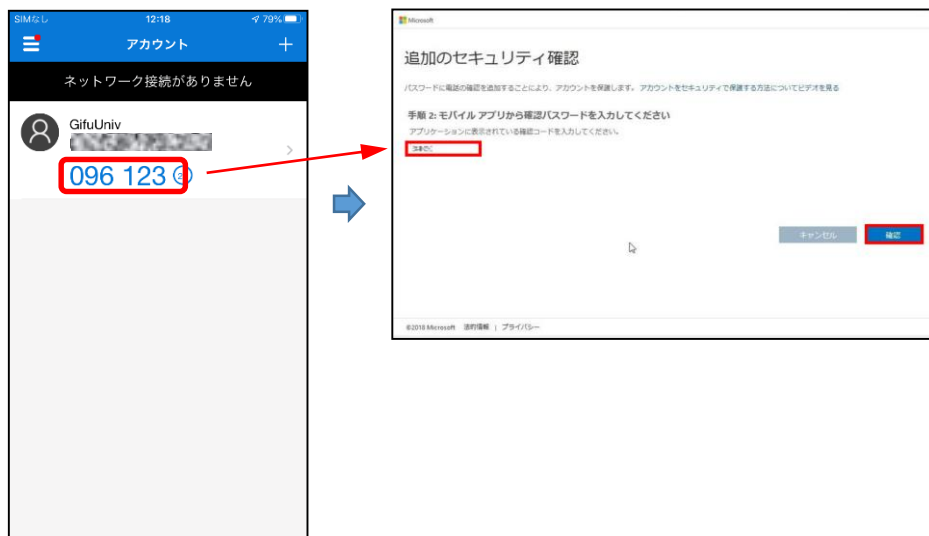 SIMなし 12:18 79%
アカウント
ネットワーク接続がありません
GifuUniv
096 123
Microsoft
追加のセキュリティ確認
パスワードに電話の確認を追加することにより、アカウントを保護します。 アカウントをセキュリティで保護する方法についてビデオを見る
手順 2: モバイル アプリから確認パスワードを入力してください
アプリケーションに表示されている確認コードを入力してください。
キャンセル 確認
©2018 Microsoft 法的情報 | プライバシー